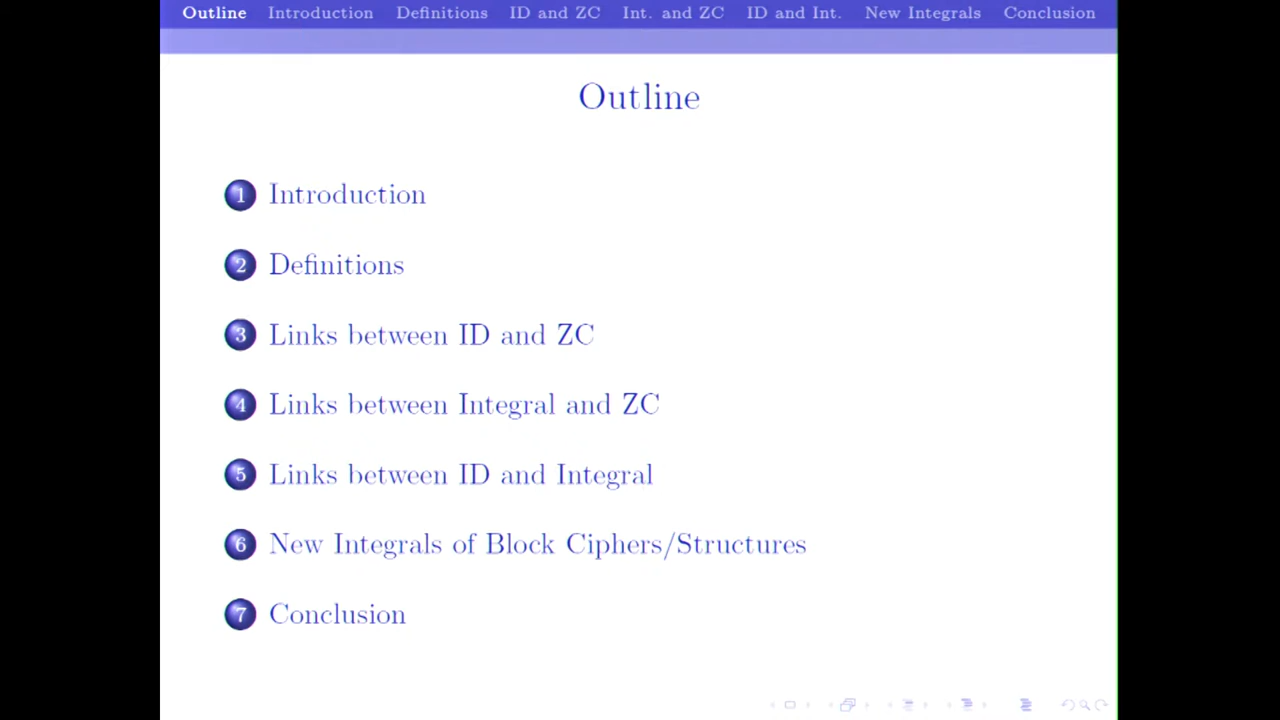 Outline Introduction Definitions ID and ZC Int. and ZC ID and Int. New Integrals Conclusion
Outline
1 Introduction
2 Definitions
3 Links between ID and ZC
4 Links between Integral and ZC
5 Links between ID and Integral
6 New Integrals of Block Ciphers/Structures
7 Conclusion